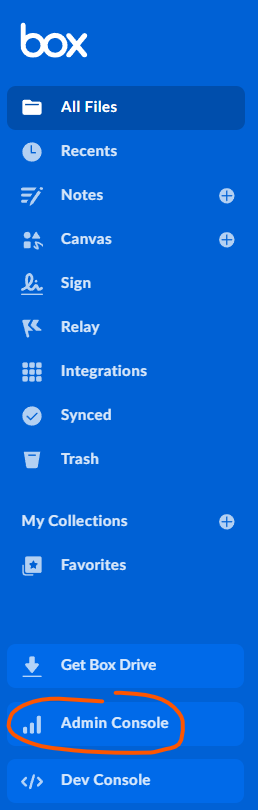 box
All Files
Recents
Notes
Canvas
Sign
Relay
Integrations
Synced
Trash
My Collections
Favorites
Get Box Drive
Admin Console
Dev Console